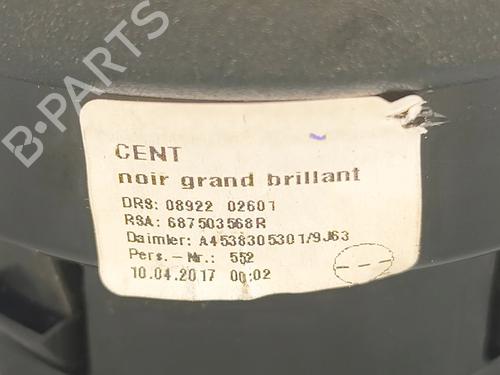 B-PARTS
CENT
noir grand brillant
DRS: 08922 02601
RSA: 687503568R
Daimler: A4538305301/9J63
Pers.-Nr.: 552
10.04.2017 00:02